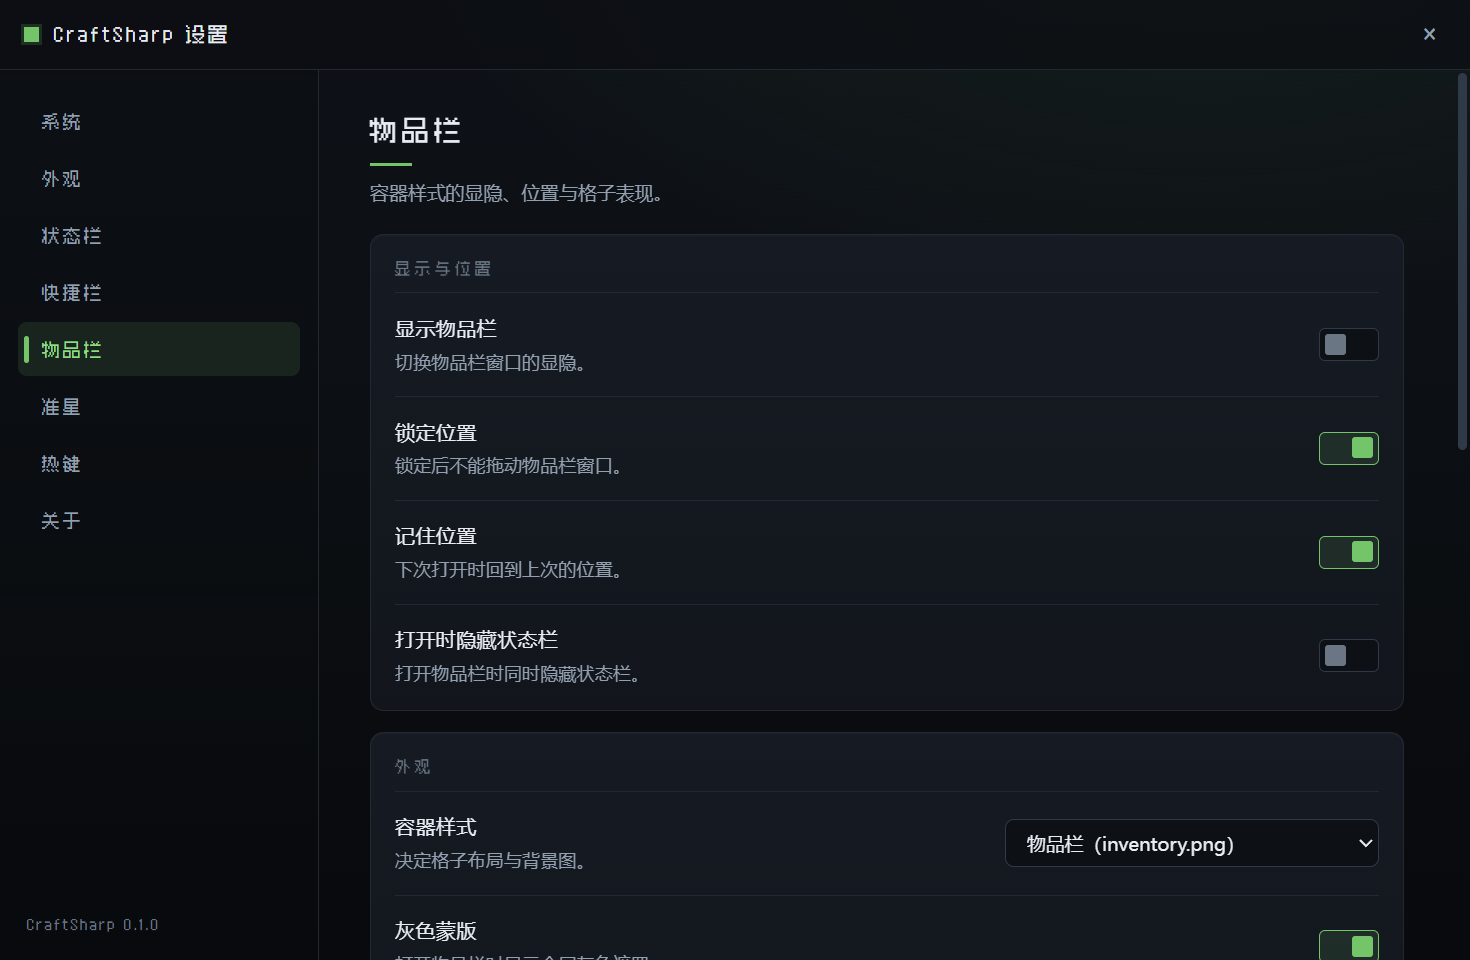 CraftSharp 设置
×
系统
外观
状态栏
快捷栏
物品栏
准星
热键
关于
CraftSharp 0.1.0
物品栏
容器样式的显隐、位置与格子表现。
显示与位置
显示物品栏
切换物品栏窗口的显隐。
锁定位置
锁定后不能拖动物品栏窗口。
记住位置
下次打开时回到上次的位置。
打开时隐藏状态栏
打开物品栏时同时隐藏状态栏。
外观
容器样式
决定格子布局与背景图。
物品栏（inventory.png）
灰色蒙版